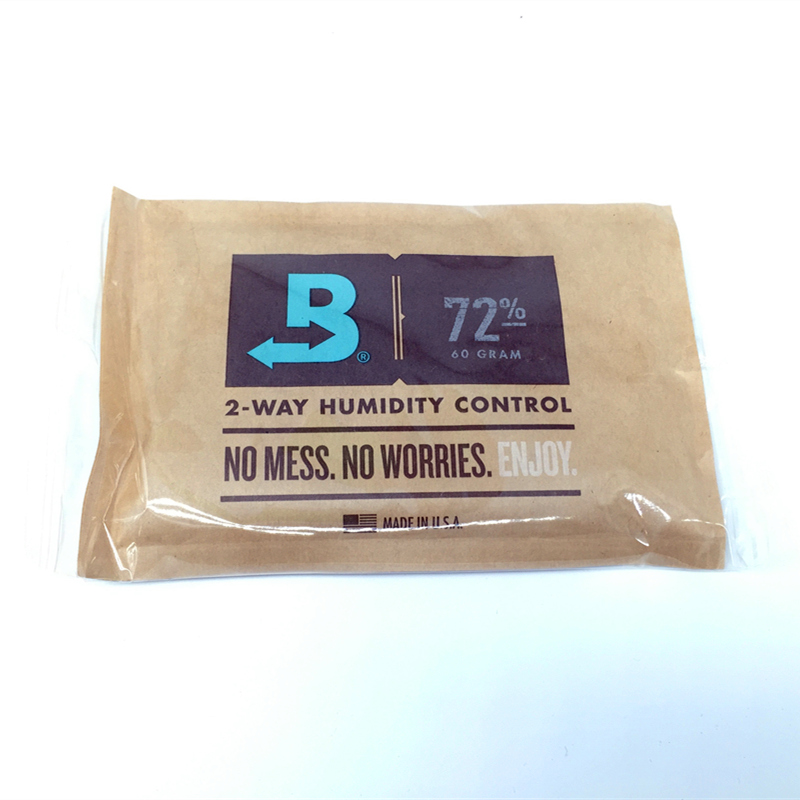 B®
72%
60 GRAM
2-WAY HUMIDITY CONTROL
NO MESS. NO WORRIES. ENJOY.
MADE IN U.S.A.